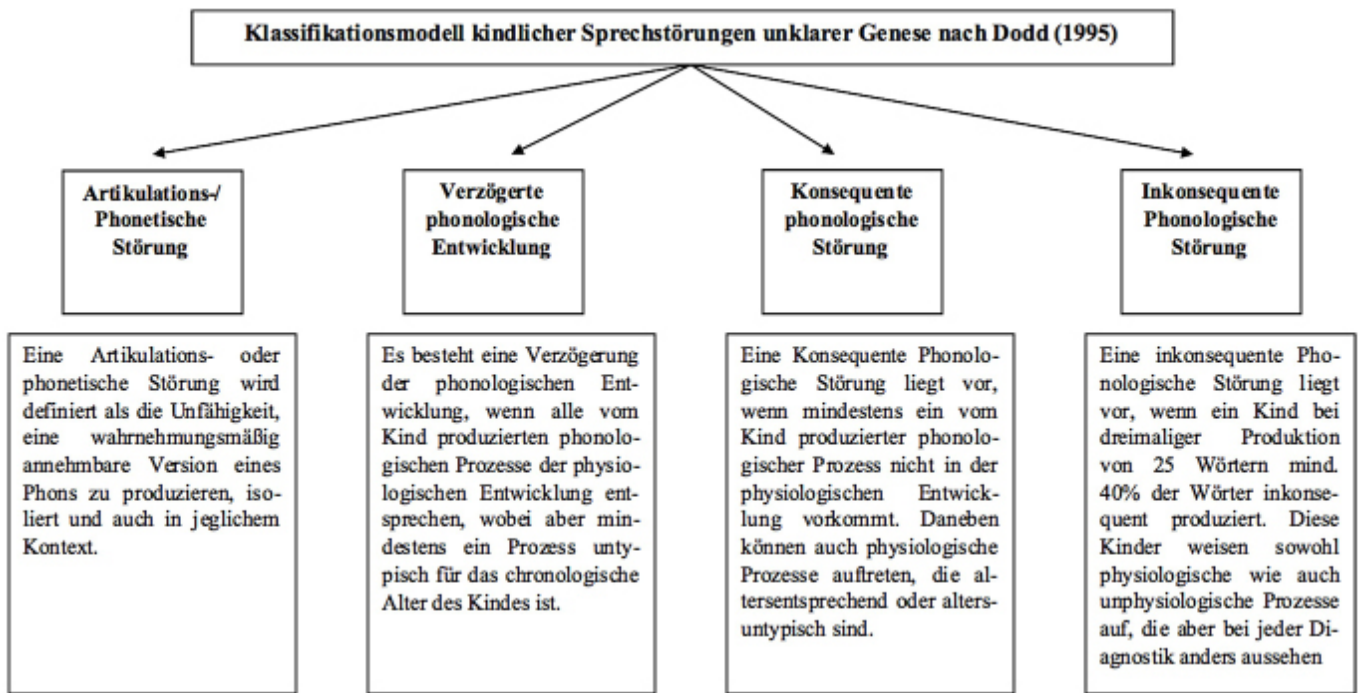 Klassifikationsmodell kindlicher Sprechstörungen unklarer Genese nach Dodd (1995)
Artikulations-/
Phonetische
Störung
Verzögerte
phonologische
Entwicklung
Konsequente
phonologische
Störung
Inkonsequente
Phonologische
Störung
Eine Artikulations- oder
phonetische Störung wird
definiert als die Unfähigkeit,
eine wahrnehmungsmäßig
annehmbare Version eines
Phons zu produzieren, iso-
liert und auch in jeglichem
Kontext.
Es besteht eine Verzögerung
der phonologischen Ent-
wicklung, wenn alle vom
Kind produzierten phonolo-
gischen Prozesse der physio-
logischen Entwicklung ent-
sprechen, wobei aber min-
destens ein Prozess unty-
pisch für das chronologische
Alter des Kindes ist.
Eine Konsequente Phonolo-
gische Störung liegt vor,
wenn mindestens ein vom
Kind produzierter phonolo-
gischer Prozess nicht in der
physiologischen Entwick-
lung vorkommt. Daneben
können auch physiologische
Prozesse auftreten, die al-
tersentsprechend oder alters-
untypisch sind.
Eine inkonsequente Pho-
nologische Störung liegt
vor, wenn ein Kind bei
dreimaliger Produktion
von 25 Wörtern mind.
40% der Wörter inkonse-
quent produziert. Diese
Kinder weisen sowohl
physiologische wie auch
unphysiologische Prozesse
auf, die aber bei jeder Di-
agnostik anders aussehen